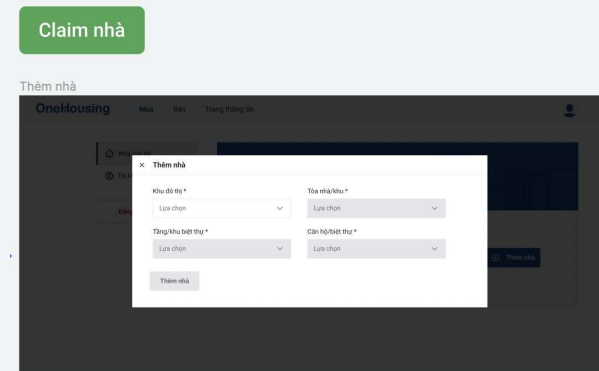 Claim nhà
Thêm nhà
OneHousing Mua Bán Trang thông tin
× Thêm nhà
Khu đô thị * Tòa nhà/khu *
Lựa chọn Lựa chọn
Tầng/khu biệt thự * Căn hộ/biệt thự *
Lựa chọn Lựa chọn
Thêm nhà
Thêm nhà